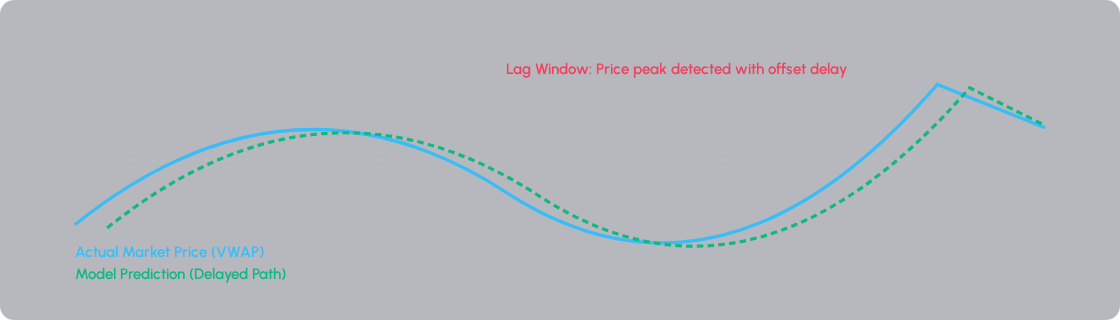 Lag Window: Price peak detected with offset delay
Actual Market Price (VWAP)
Model Prediction (Delayed Path)